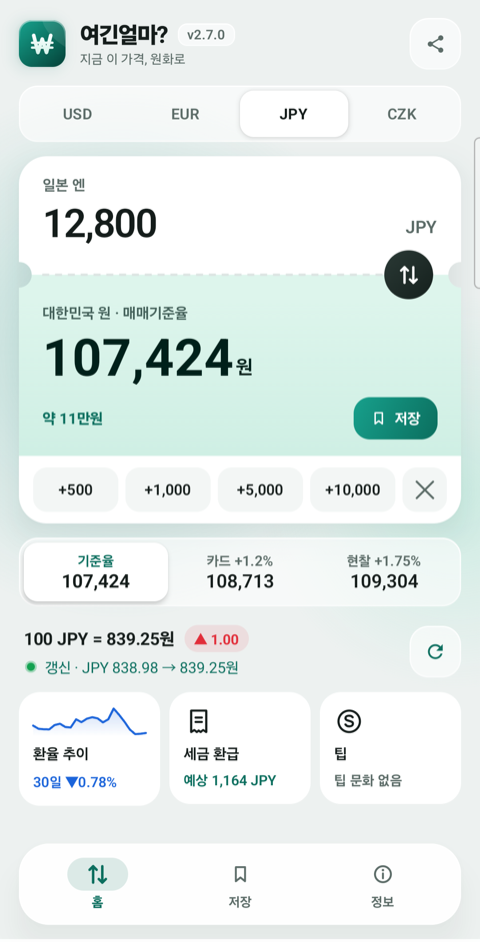 ₩ 여긴얼마? v2.7.0
지금 이 가격, 원화로
USD EUR JPY CZK
일본 엔
12,800 JPY
대한민국 원 · 매매기준율
107,424원
약 11만원 저장
+500 +1,000 +5,000 +10,000
기준율 카드 +1.2% 현찰 +1.75%
107,424 108,713 109,304
100 JPY = 839.25원 ▲ 1.00
갱신 · JPY 838.98 → 839.25원
환율 추이 세금 환급 팁
30일 ▼0.78% 예상 1,164 JPY 팁 문화 없음
홈 저장 정보